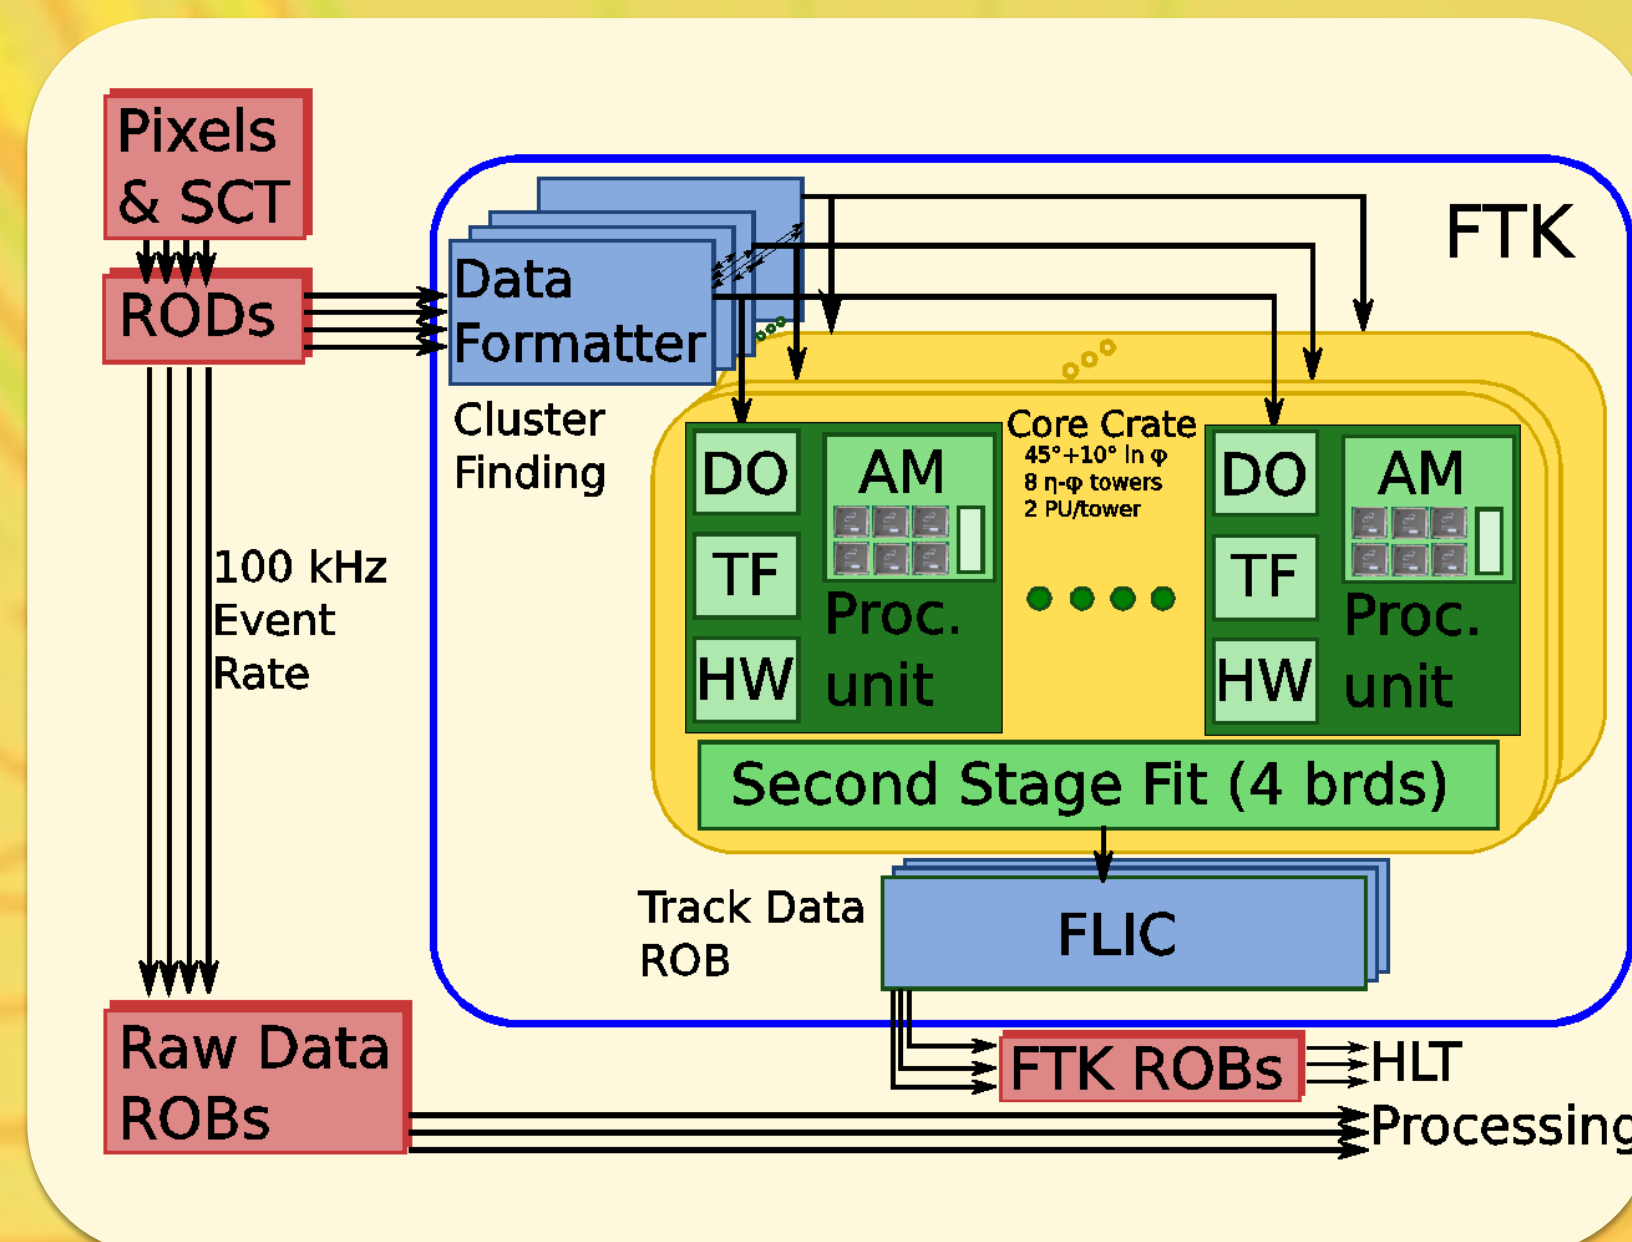 Pixels
& SCT
RODs
100 kHz
Event
Rate
Raw Data
ROBs
FTK
Data
Formatter
Cluster
Finding
Core Crate
45°+10° In φ
8 η-φ towers
2 PU/tower
DO
AM
TF
Proc.
HW
unit
DO
AM
TF
Proc.
HW
unit
Second Stage Fit (4 brds)
Track Data
ROB
FLIC
FTK ROBs
HLT
Processing